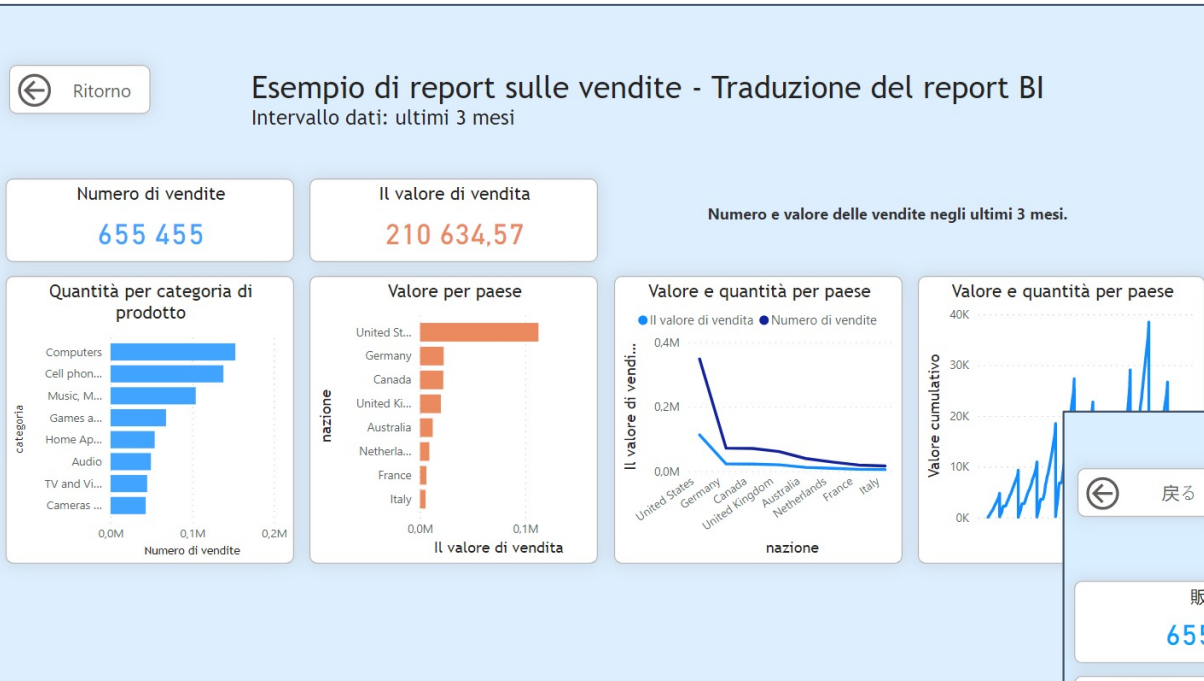 Ritorno
Esempio di report sulle vendite - Traduzione del report BI
Intervallo dati: ultimi 3 mesi
Numero di vendite
655 455
Il valore di vendita
210 634,57
Numero e valore delle vendite negli ultimi 3 mesi.
Quantità per categoria di
prodotto
categoria
Computers
Cell phon...
Music, M...
Games a...
Home Ap...
Audio
TV and Vi...
Cameras ...
0,0M 0,1M 0,2M
Numero di vendite
Valore per paese
nazione
United St...
Germany
Canada
United Ki...
Australia
Netherla...
France
Italy
0,0M 0,1M
Il valore di vendita
Valore e quantità per paese
Il valore di vendita Numero di vendite
Il valore di vendi...
0,4M
0,2M
0,0M
United States Germany Canada United Kingdom Australia Netherlands France Italy
nazione
Valore e quantità per paese
Valore cumulativo
40K
30K
20K
10K
0K
戻る
販
655